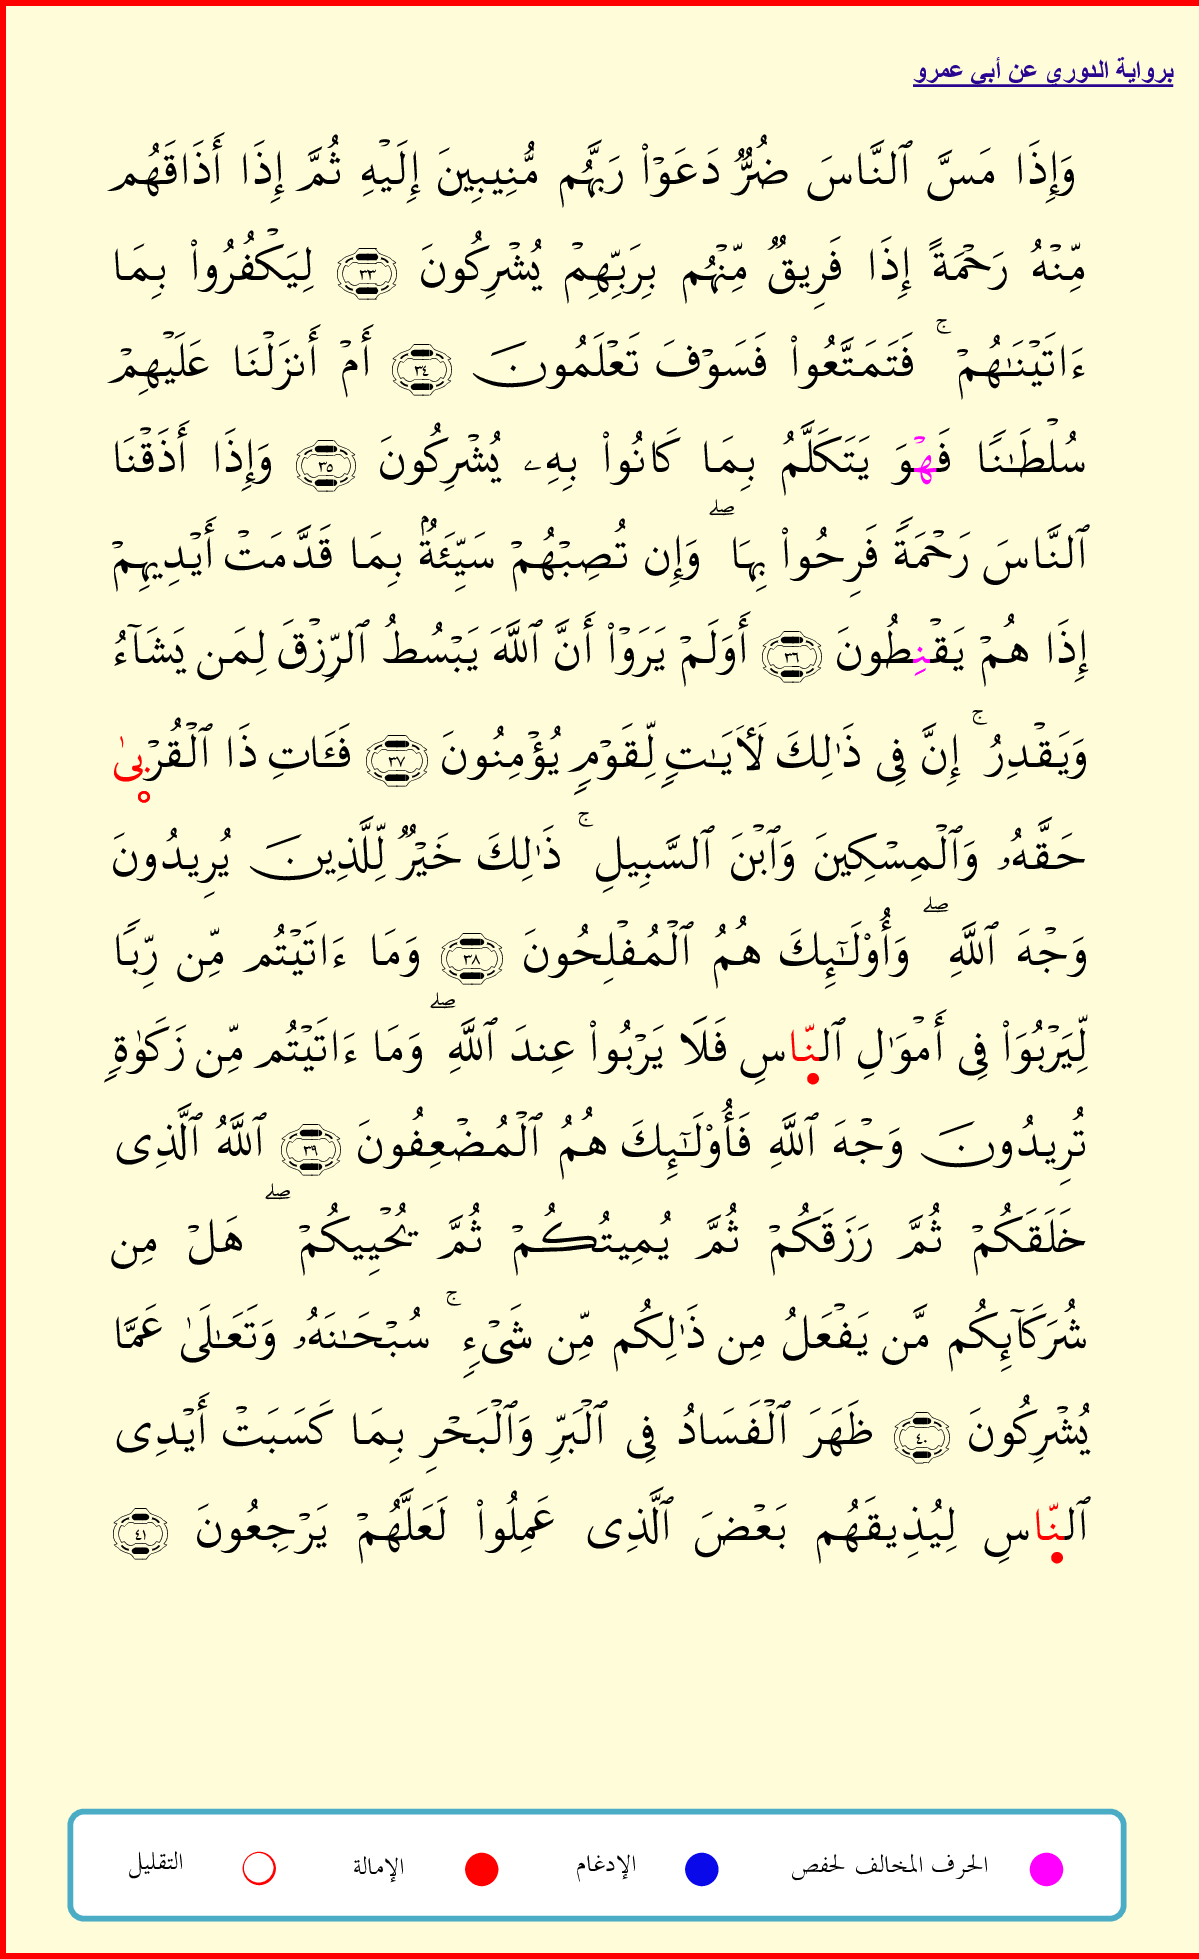 برواية الدوري عن أبي عمرو
وَإِذَا مَسَّ ٱلنَّاسَ ضُرٌّ دَعَوۡاْ رَبَّهُم مُّنِيبِينَ إِلَيۡهِ ثُمَّ إِذَا أَذَاقَهُم
مِّنۡهُ رَحۡمَةً إِذَا فَرِيقٌ مِّنۡهُم بِرَبِّهِمۡ يُشۡرِكُونَ ٣٣ لِيَكۡفُرُواْ بِمَا
ءَاتَيۡنَٰهُمۡۚ فَتَمَتَّعُواْ فَسَوۡفَ تَعۡلَمُونَ ٣٤ أَمۡ أَنزَلۡنَا عَلَيۡهِمۡ
سُلۡطَٰنٗا فَهۡوَ يَتَكَلَّمُ بِمَا كَانُواْ بِهِۦ يُشۡرِكُونَ ٣٥ وَإِذَا أَذَقۡنَا
ٱلنَّاسَ رَحۡمَةٗ فَرِحُواْ بِهَاۖ وَإِن تُصِبۡهُمۡ سَيِّئَةُۢ بِمَا قَدَّمَتۡ أَيۡدِيهِمۡ
إِذَا هُمۡ يَقۡنِطُونَ ٣٦ أَوَلَمۡ يَرَوۡاْ أَنَّ ٱللَّهَ يَبۡسُطُ ٱلرِّزۡقَ لِمَن يَشَآءُ
وَيَقۡدِرُۚ إِنَّ فِي ذَٰلِكَ لَأٓيَٰتٖ لِّقَوۡمٖ يُؤۡمِنُونَ ٣٧ فَـَٔاتِ ذَا ٱلۡقُرۡبىٰ
حَقَّهُۥ وَٱلۡمِسۡكِينَ وَٱبۡنَ ٱلسَّبِيلِۚ ذَٰلِكَ خَيۡرٞ لِّلَّذِينَ يُرِيدُونَ
وَجۡهَ ٱللَّهِۖ وَأُوْلَٰٓئِكَ هُمُ ٱلۡمُفۡلِحُونَ ٣٨ وَمَا ءَاتَيۡتُم مِّن رِّبٗا
لِّيَرۡبُوَاْ فِي أَمۡوَٰلِ ٱلنّاسِ فَلَا يَرۡبُواْ عِندَ ٱللَّهِۖ وَمَا ءَاتَيۡتُم مِّن زَكَوٰةٖ
تُرِيدُونَ وَجۡهَ ٱللَّهِ فَأُوْلَٰٓئِكَ هُمُ ٱلۡمُضۡعِفُونَ ٣٩ ٱللَّهُ ٱلَّذِي
خَلَقَكُمۡ ثُمَّ رَزَقَكُمۡ ثُمَّ يُمِيتُكُمۡ ثُمَّ يُحۡيِيكُمۡۖ هَلۡ مِن
شُرَكَآئِكُم مَّن يَفۡعَلُ مِن ذَٰلِكُم مِّن شَيۡءٖۚ سُبۡحَٰنَهُۥ وَتَعَٰلَىٰ عَمَّا
يُشۡرِكُونَ ٤٠ ظَهَرَ ٱلۡفَسَادُ فِي ٱلۡبَرِّ وَٱلۡبَحۡرِ بِمَا كَسَبَتۡ أَيۡدِي
ٱلنّاسِ لِيُذِيقَهُم بَعۡضَ ٱلَّذِي عَمِلُواْ لَعَلَّهُمۡ يَرۡجِعُونَ ٤١
الحرف المخالف لحفص الإدغام الإمالة التقليل